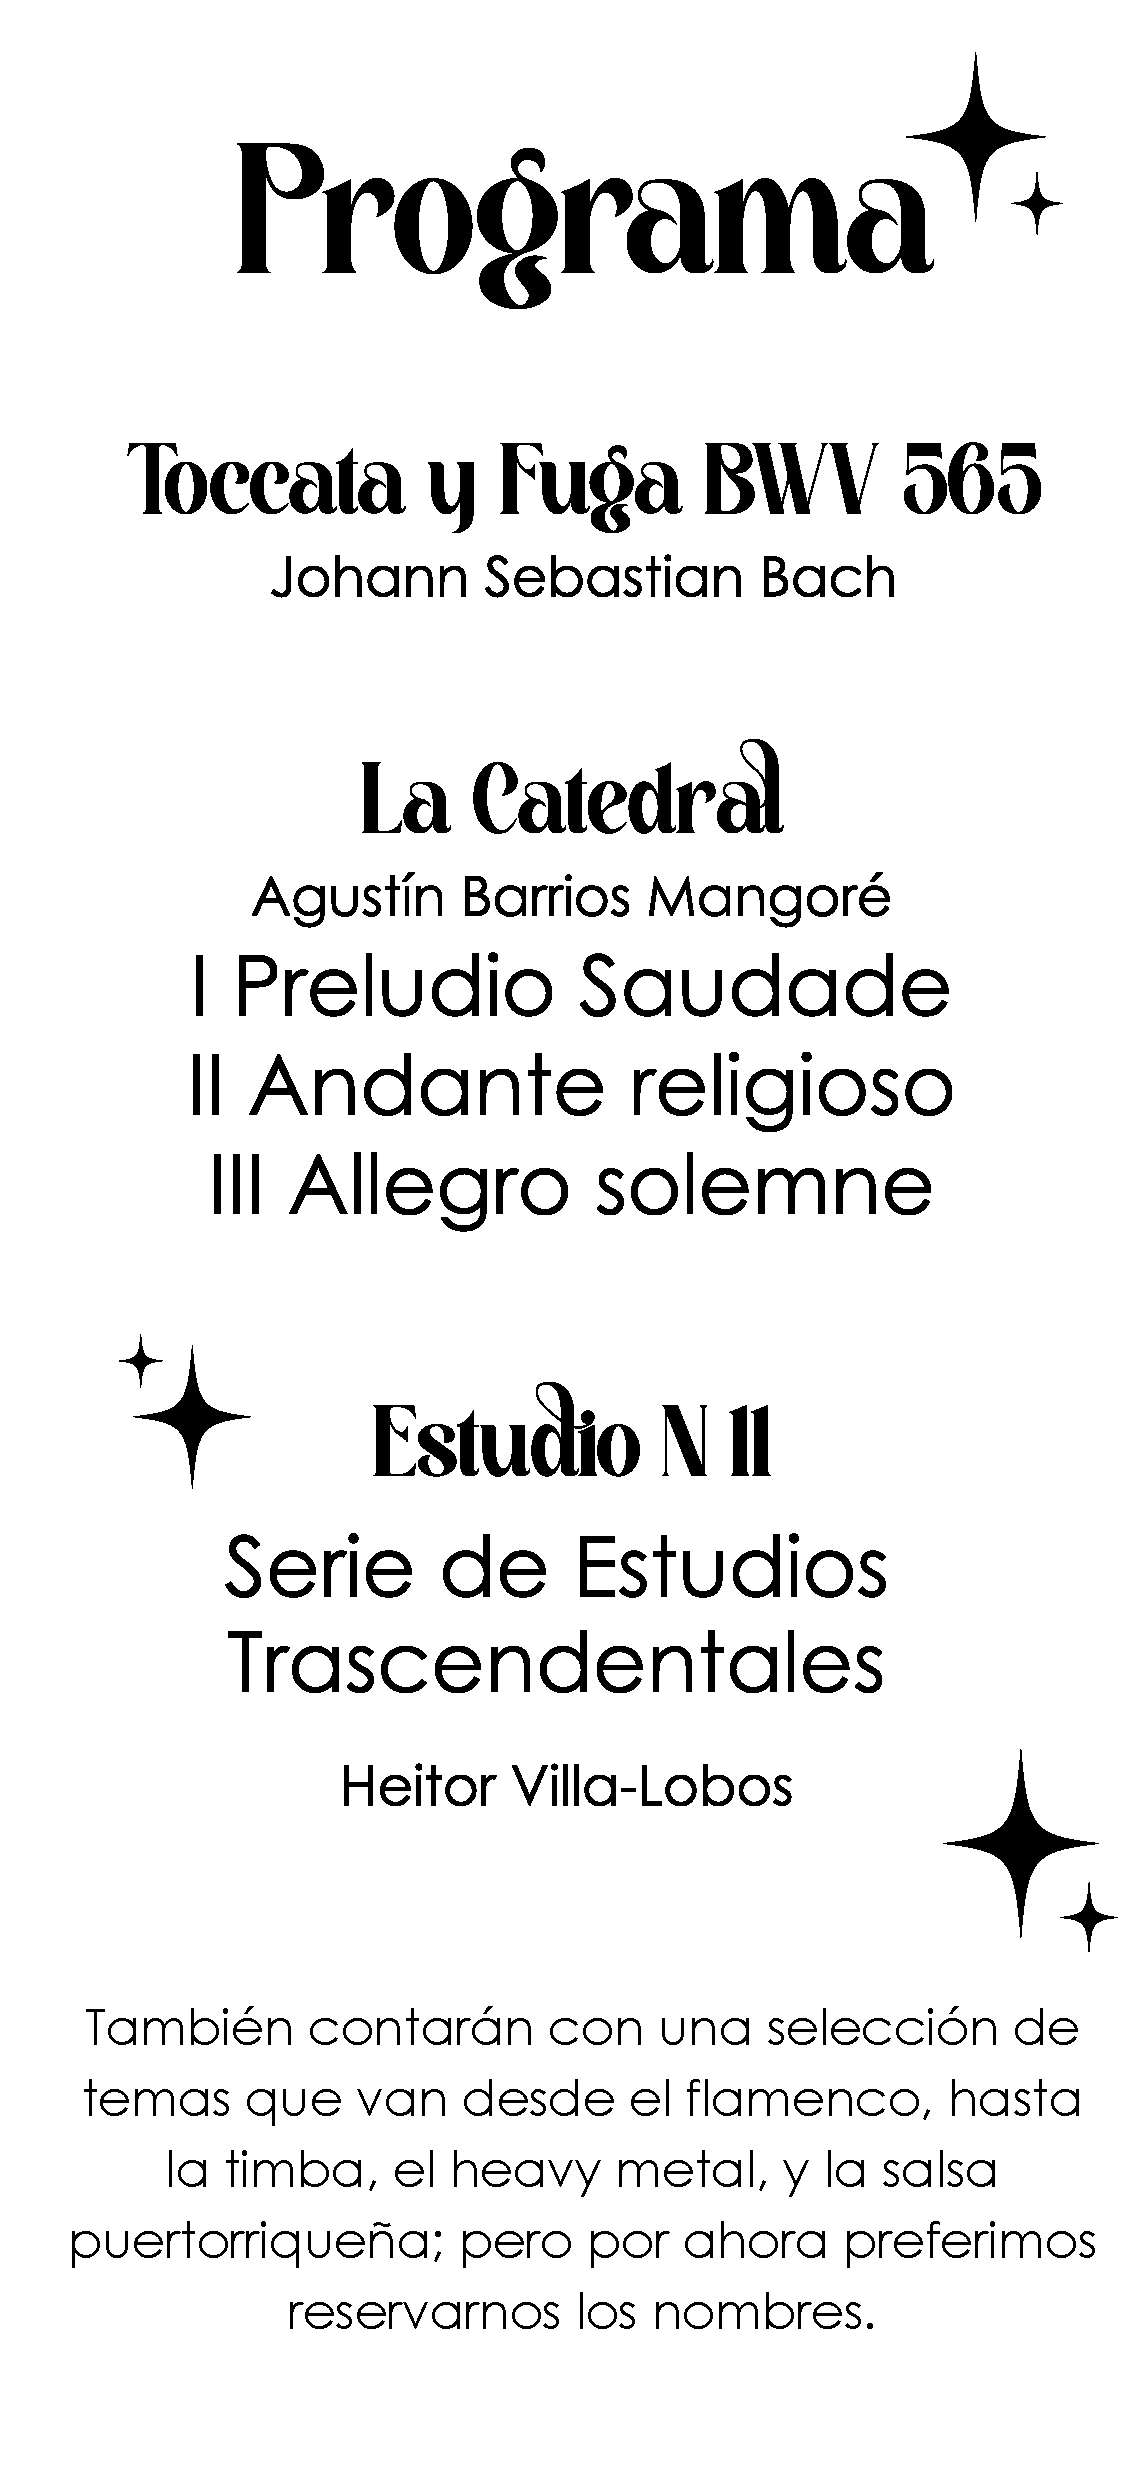 Programa
Toccata y Fuga BWV 565
Johann Sebastian Bach
La Catedral
Agustín Barrios Mangoré
I Preludio Saudade
II Andante religioso
III Allegro solemne
Estudio N 11
Serie de Estudios
Trascendentales
Heitor Villa-Lobos
También contarán con una selección de
temas que van desde el flamenco, hasta
la timba, el heavy metal, y la salsa
puertorriqueña; pero por ahora preferimos
reservarnos los nombres.